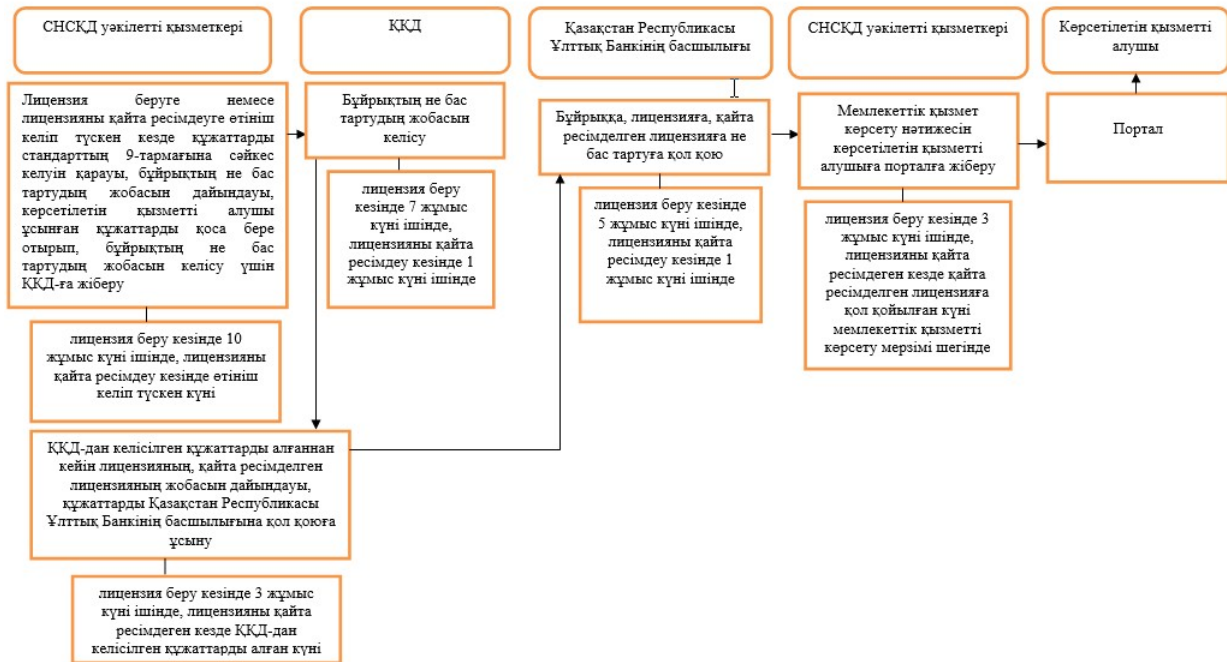 СНСҚД уәкілетті қызметкері
ҚҚД
Қазақстан Республикасы
Ұлттық Банкінің басшылығы
СНСҚД уәкілетті қызметкері
Көрсетілетін қызметті
алушы
Лицензия беруге немесе
лицензияны қайта ресімдеуге өтініш
келіп түскен кезде құжаттарды
стандарттың 9-тармағына сәйкес
келуін қарауы, бұйрықтың не бас
тартудың жобасын дайындауы,
көрсетілетін қызметті алушы
ұсынған құжаттарды қоса бере
отырып, бұйрықтың не бас
тартудың жобасын келісу үшін
ҚҚД-ға жіберу
лицензия беру кезінде 10
жұмыс күні ішінде, лицензияны
қайта ресімдеу кезінде өтініш
келіп түскен күні
Бұйрықтың не бас
тартудың жобасын
келісу
лицензия беру
кезінде 7 жұмыс
күні ішінде,
лицензияны қайта
ресімдеу кезінде 1
жұмыс күні ішінде
ҚҚД-дан келісілген құжаттарды алғаннан
кейін лицензияның, қайта ресімделген
лицензияның жобасын дайындауы,
құжаттарды Қазақстан Республикасы
Ұлттық Банкінің басшылығына қол қоюға
ұсыну
лицензия беру кезінде 3 жұмыс
күні ішінде, лицензияны қайта
ресімдеген кезде ҚҚД-дан
келісілген құжаттарды алған күні
Бұйрыққа, лицензияға, қайта
ресімделген лицензияға не
бас тартуға қол қою
лицензия беру кезінде
5 жұмыс күні ішінде,
лицензияны қайта
ресімдеу кезінде 1
жұмыс күні ішінде
Мемлекеттік қызмет
көрсету нәтижесін
көрсетілетін қызметті
алушыға порталға жіберу
лицензия беру кезінде 3
жұмыс күні ішінде,
лицензияны қайта
ресімдеген кезде қайта
ресімделген лицензияға
қол қойылған күні
мемлекеттік қызметті
көрсету мерзімі шегінде
Портал